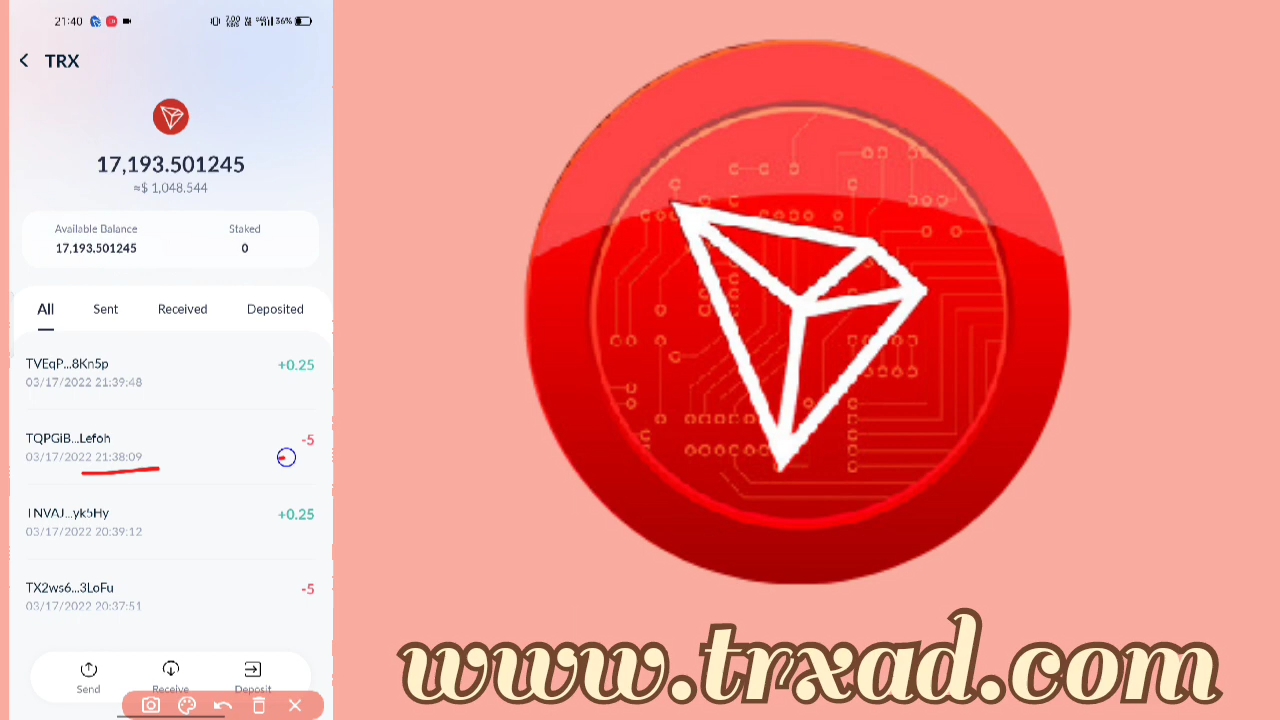 21:40
7.00 KB/S
36%
TRX
17,193.501245
≈$ 1,048.544
Available Balance
Staked
17,193.501245
0
All
Sent
Received
Deposited
TVEqP...8Kn5p
+0.25
03/17/2022 21:39:48
TQPGiB...Lefoh
-5
03/17/2022 21:38:09
TNVAJ...yk5Hy
+0.25
03/17/2022 20:39:12
TX2ws6...3LoFu
-5
03/17/2022 20:37:51
Send
Receive
Deposit
www.trxad.com